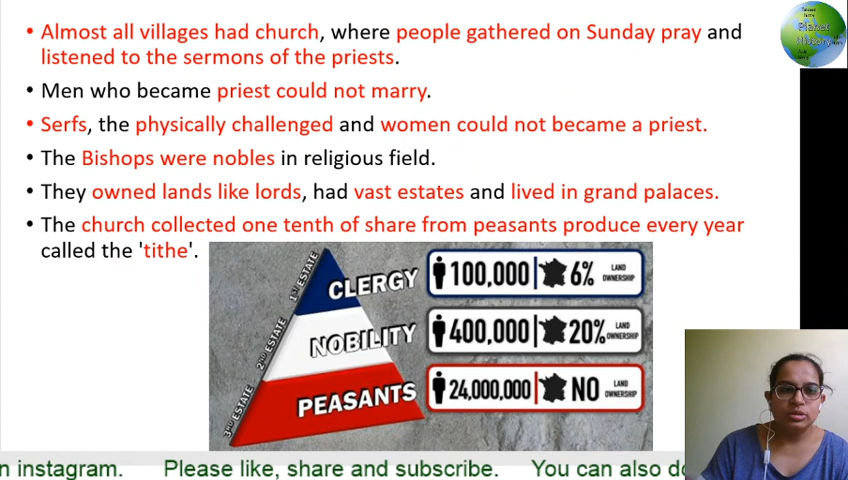 • Almost all villages had church, where people gathered on Sunday pray and
listened to the sermons of the priests.
• Men who became priest could not marry.
• Serfs, the physically challenged and women could not became a priest.
• The Bishops were nobles in religious field.
• They owned lands like lords, had vast estates and lived in grand palaces.
• The church collected one tenth of share from peasants produce every year
called the 'tithe'.
1ST ESTATE
CLERGY
100,000
6%
LAND
OWNERSHIP
2ND ESTATE
NOBILITY
400,000
20%
LAND
OWNERSHIP
3RD ESTATE
PEASANTS
24,000,000
NO
LAND
OWNERSHIP
Planet
History
n instagram. Please like, share and subscribe. You can also do